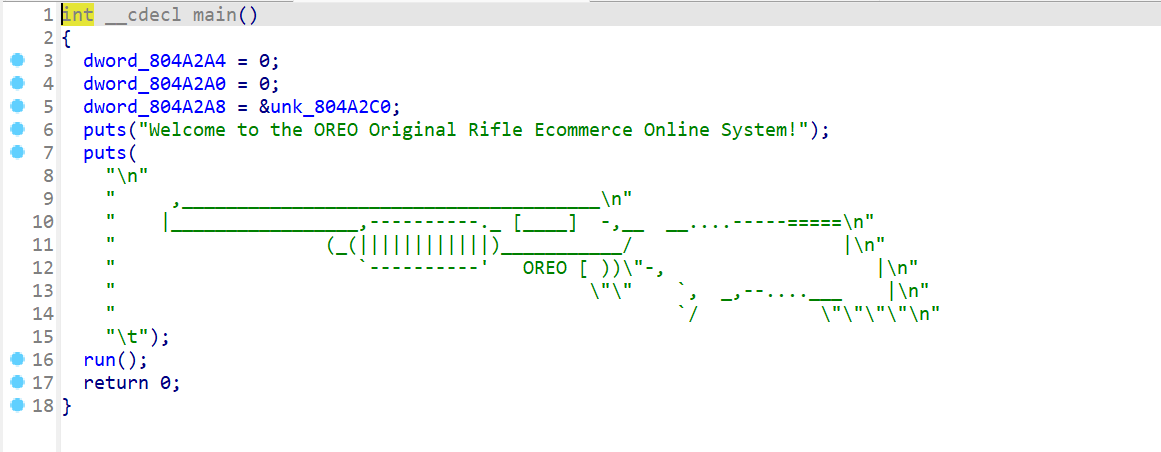 1 int __cdecl main()
2 {
3   dword_804A2A4 = 0;
4   dword_804A2A0 = 0;
5   dword_804A2A8 = &unk_804A2C0;
6   puts("Welcome to the OREO Original Rifle Ecommerce Online System!");
7   puts(
8     "\n"
9     "     ,______________________________________\n"
10     "    |_________________,----------._ [____]  -,__  __....-----=====\n"
11     "                   (_(||||||||||||)___________/                   |\n"
12     "                      `----------'   OREO [ ))\"-,                   |\n"
13     "                                           \"\"    `,  _,--....___    |\n"
14     "                                                   `/           \"\"\"\"\n"
15     "\t");
16   run();
17   return 0;
18 }